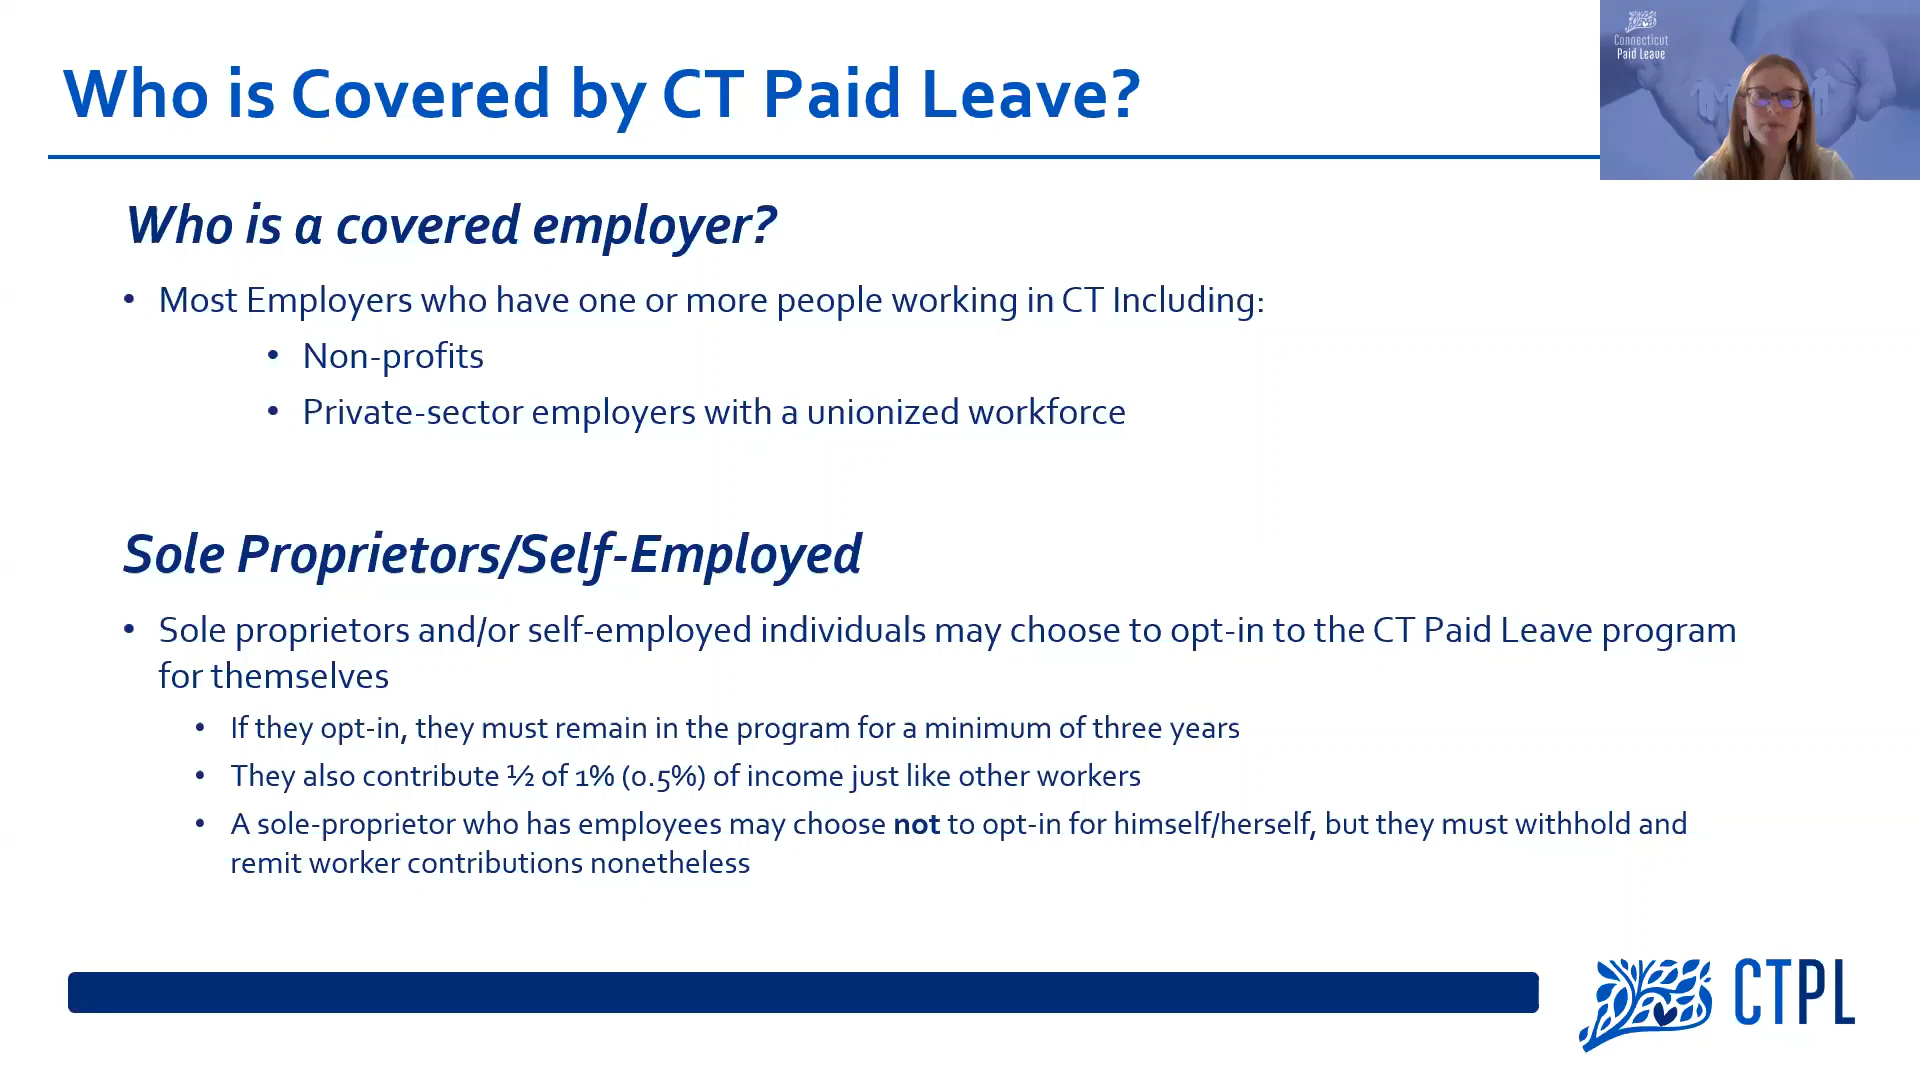 Who is Covered by CT Paid Leave?
Connecticut
Paid Leave
Who is a covered employer?
• Most Employers who have one or more people working in CT Including:
• Non-profits
• Private-sector employers with a unionized workforce
Sole Proprietors/Self-Employed
• Sole proprietors and/or self-employed individuals may choose to opt-in to the CT Paid Leave program
for themselves
• If they opt-in, they must remain in the program for a minimum of three years
• They also contribute ½ of 1% (0.5%) of income just like other workers
• A sole-proprietor who has employees may choose not to opt-in for himself/herself, but they must withhold and
remit worker contributions nonetheless
CTPL